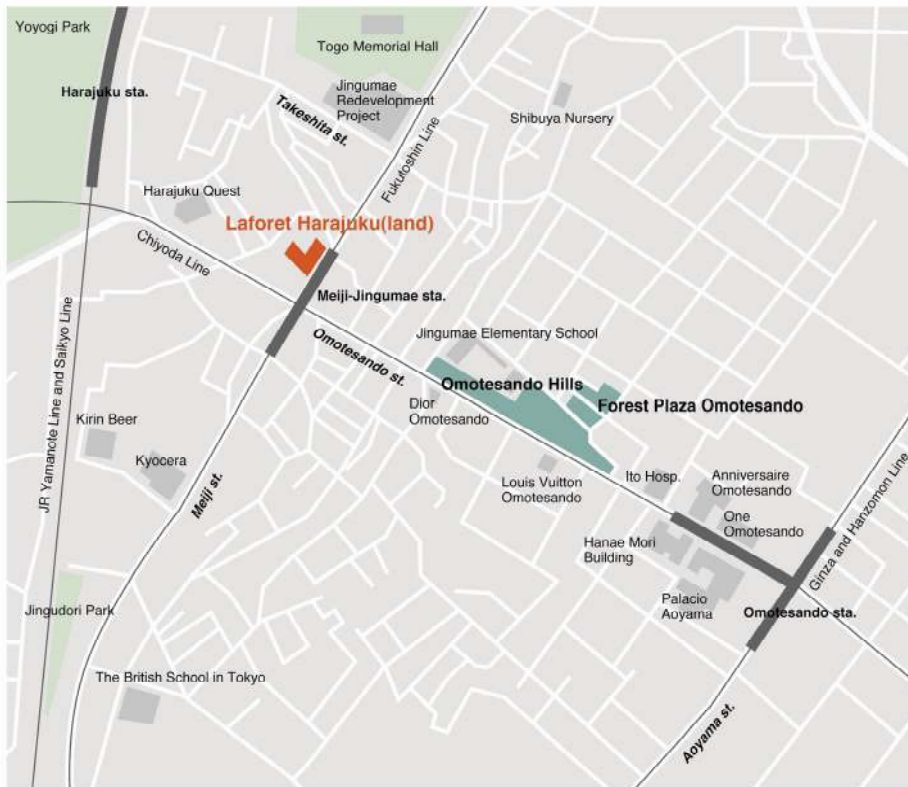 Yoyogi Park
Togo Memorial Hall
Harajuku sta.
Jingumae
Redevelopment
Project
Takeshita st.
Fukutoshin Line
Shibuya Nursery
Harajuku Quest
Laforet Harajuku(land)
Chiyoda Line
Meiji-Jingumae sta.
Omotesando st.
Jingumae Elementary School
JR Yamanote Line and Saikyo Line
Omotesando Hills
Forest Plaza Omotesando
Dior
Omotesando
Kirin Beer
Kyocera
Meiji st.
Louis Vuitton
Omotesando
Ito Hosp.
Anniversaire
Omotesando
One
Omotesando
Ginza and Hanzomon Line
Hanae Mori
Building
Palacio
Aoyama
Omotesando sta.
Jingudori Park
The British School in Tokyo
Aoyama st.